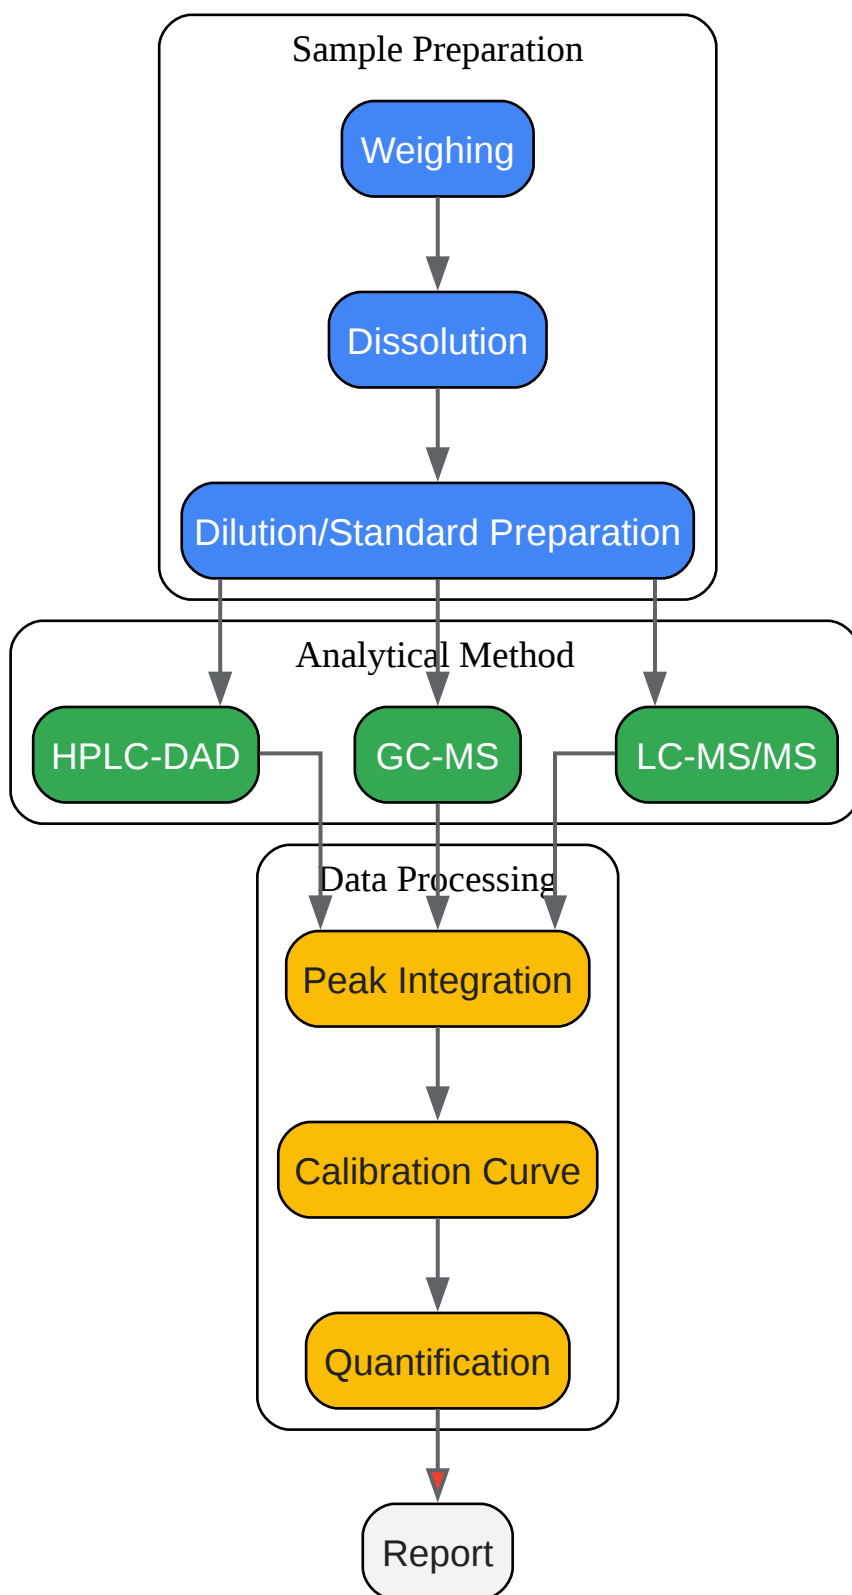 Sample Preparation
Weighing
Dissolution
Dilution/Standard Preparation
Analytical Method
HPLC-DAD
GC-MS
LC-MS/MS
Data Processing
Peak Integration
Calibration Curve
Quantification
Report